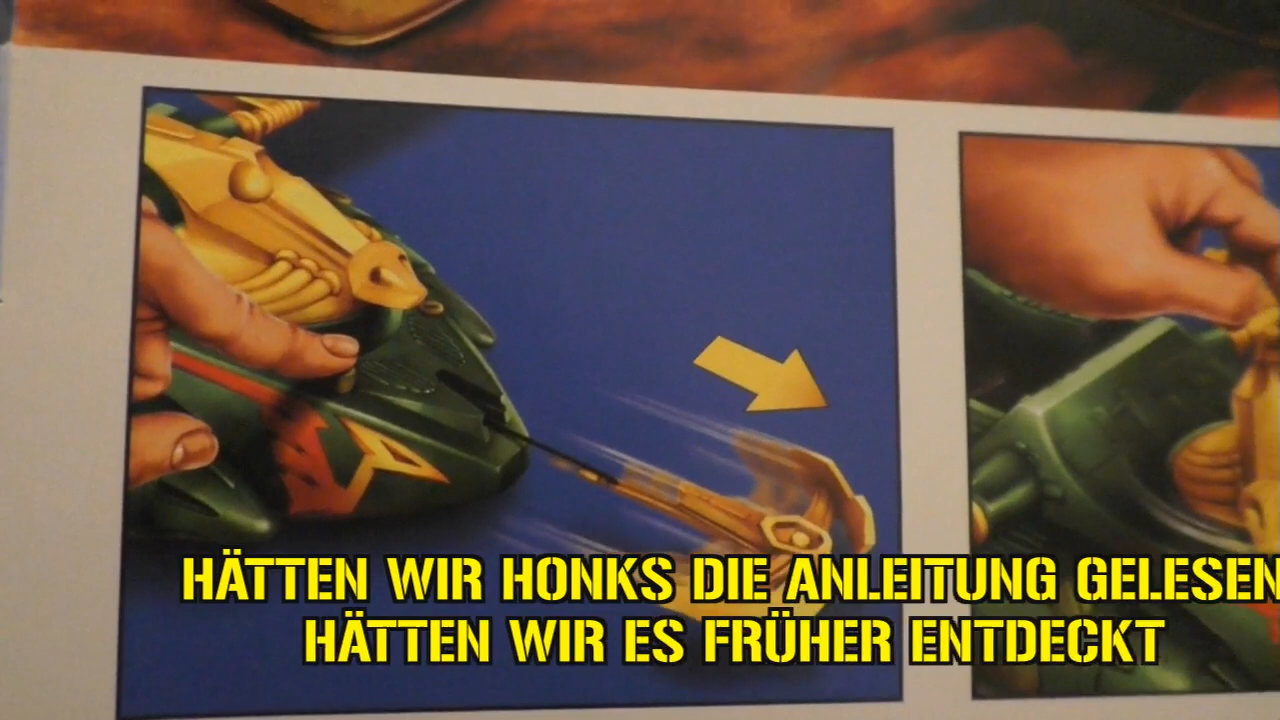 HÄTTEN WIR HONKS DIE ANLEITUNG GELESEN
HÄTTEN WIR ES FRÜHER ENTDECKT